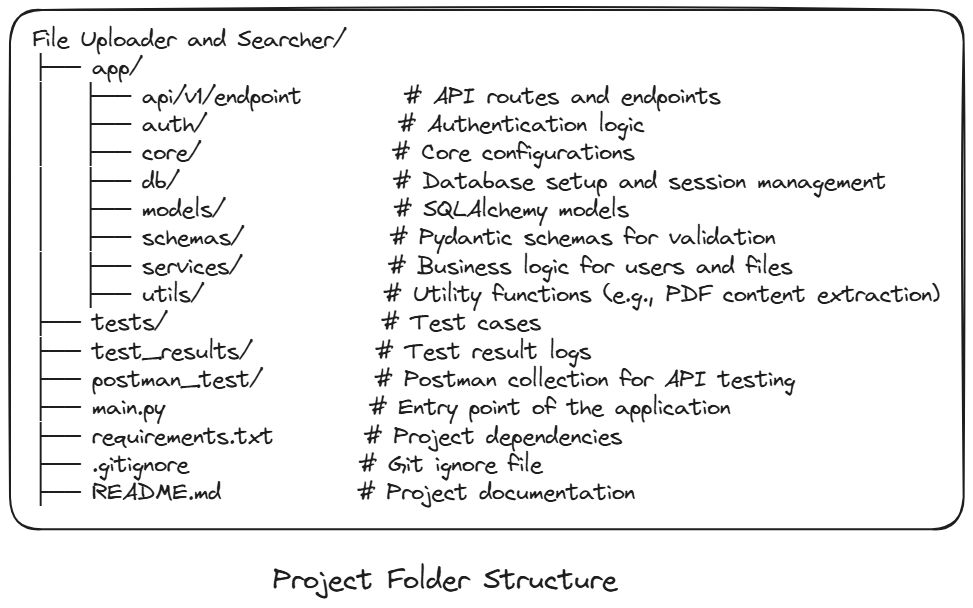 File Uploader and Searcher/
├── app/
│   ├── api/v1/endpoint # API routes and endpoints
│   ├── auth/ # Authentication logic
│   ├── core/ # Core configurations
│   ├── db/ # Database setup and session management
│   ├── models/ # SQLAlchemy models
│   ├── schemas/ # Pydantic schemas for validation
│   ├── services/ # Business logic for users and files
│   ├── utils/ # Utility functions (e.g., PDF content extraction)
├── tests/ # Test cases
├── test_results/ # Test result logs
├── postman_test/ # Postman collection for API testing
├── main.py # Entry point of the application
├── requirements.txt # Project dependencies
├── .gitignore # Git ignore file
├── README.md # Project documentation
Project Folder Structure